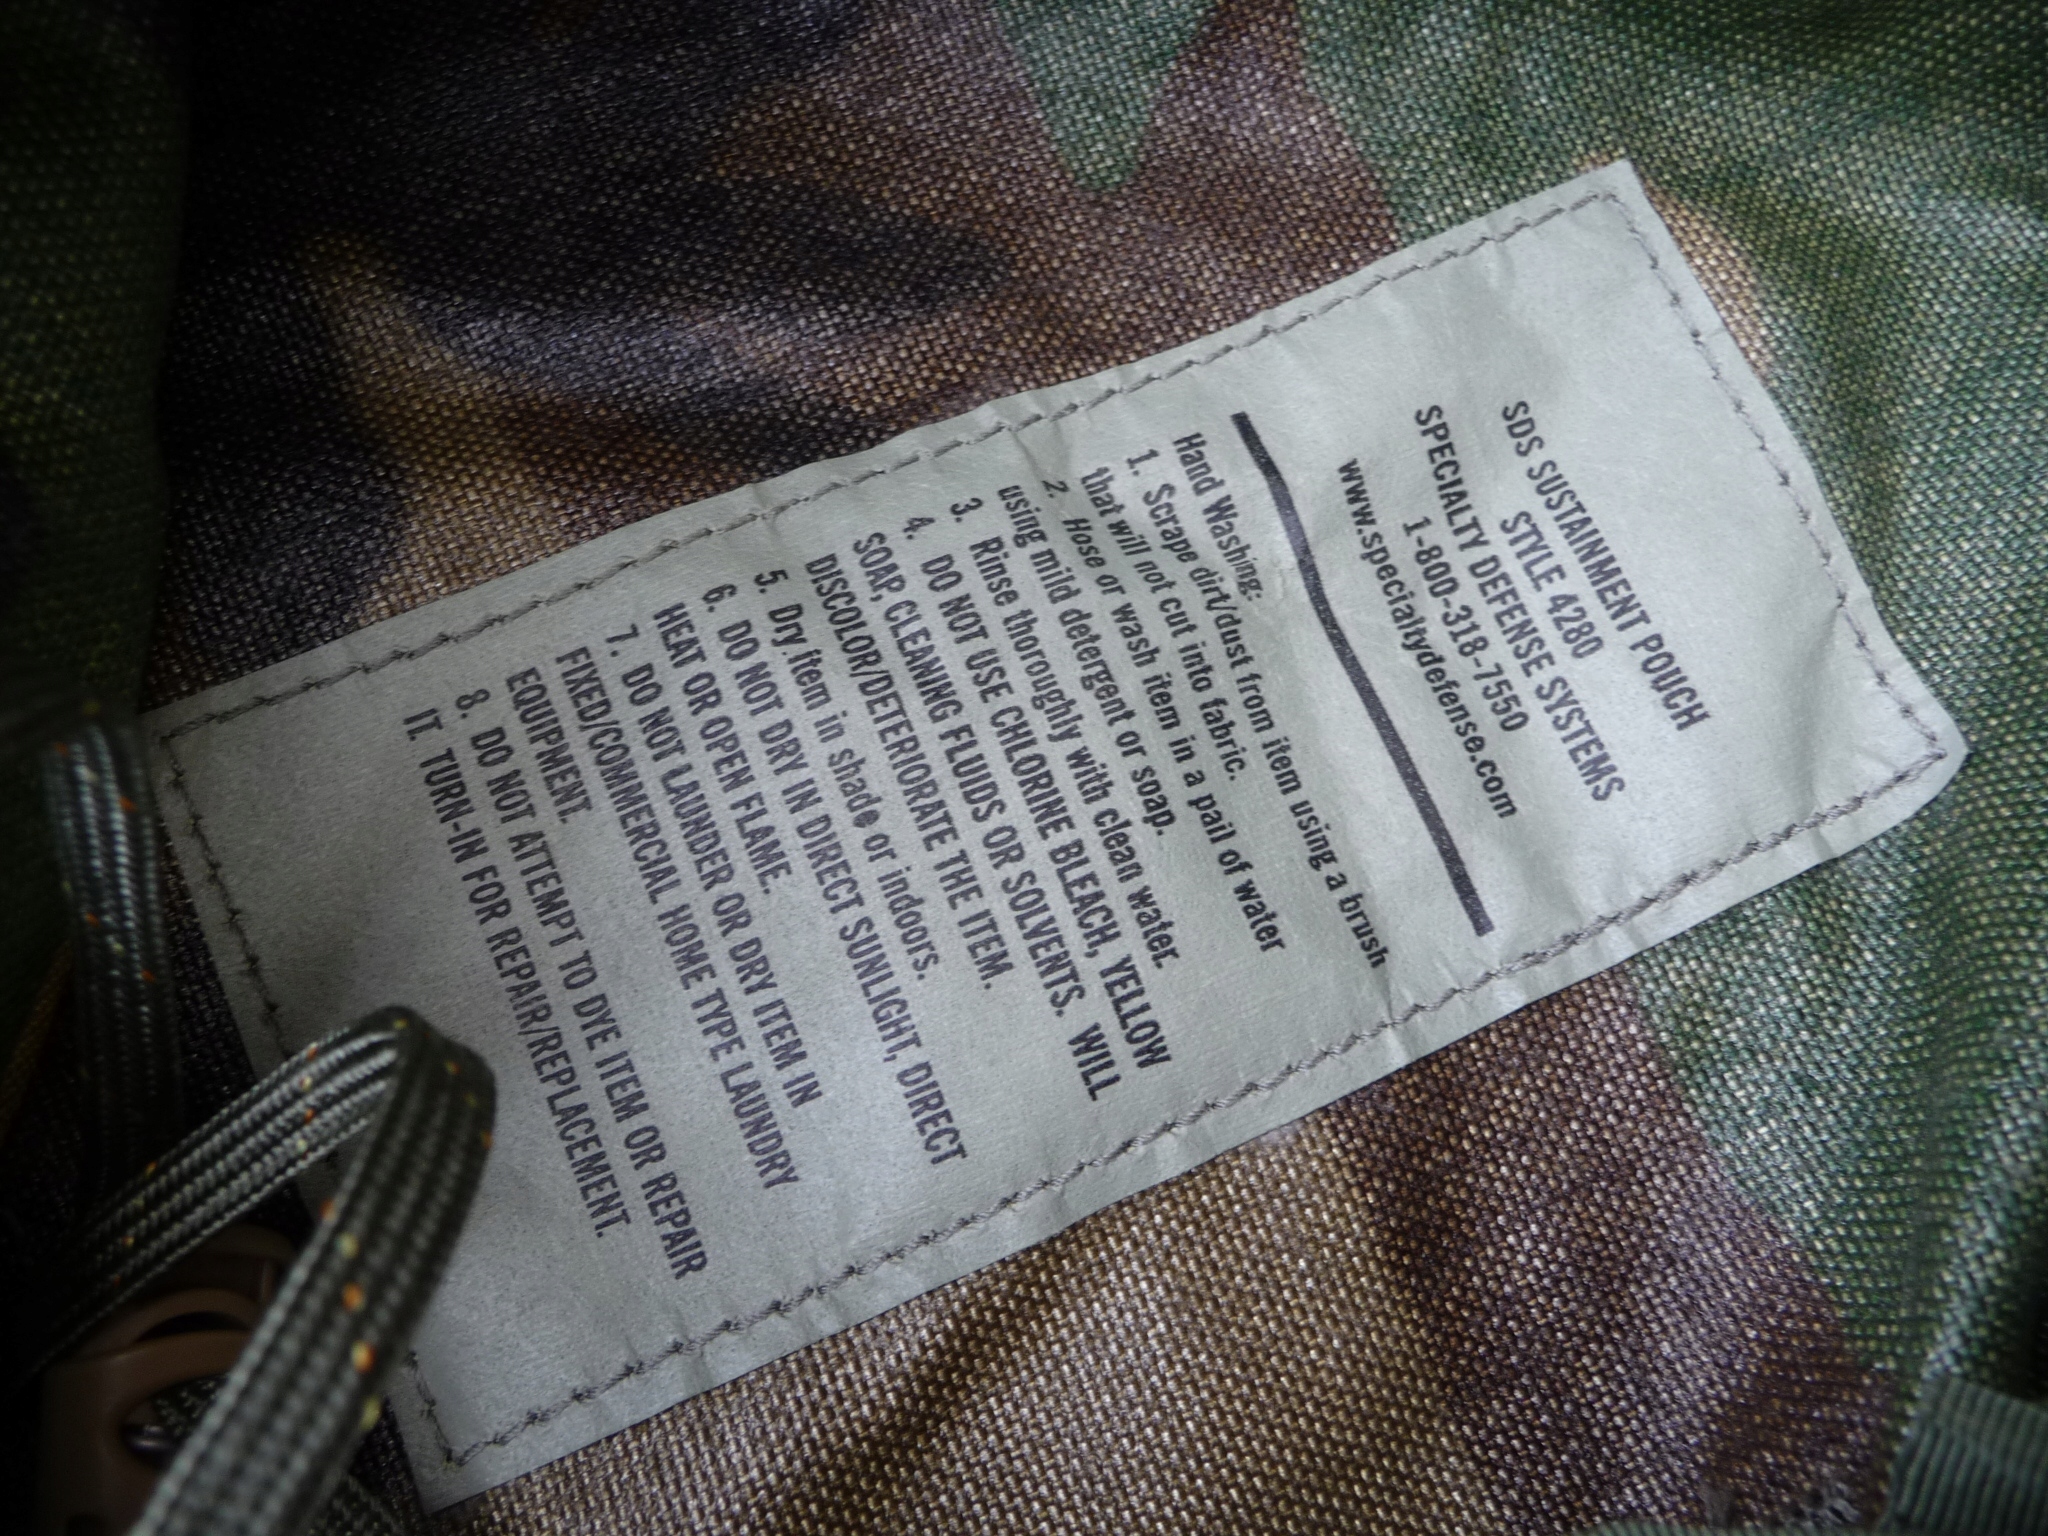 SDS SUSTAINMENT POUCH
STYLE 4280
SPECIALTY DEFENSE SYSTEMS
1-800-318-7550
www.specialtydefense.com
Hand Washing:
1. Scrape dirt/dust from item using a brush
that will not cut into fabric.
2. Hose or wash item in a pail of water
using mild detergent or soap.
3. Rinse thoroughly with clean water.
4. DO NOT USE CHLORINE BLEACH, YELLOW
SOAP, CLEANING FLUIDS OR SOLVENTS. WILL
DISCOLOR/DETERIORATE THE ITEM.
5. Dry item in shade or indoors.
6. DO NOT DRY IN DIRECT SUNLIGHT, DIRECT
HEAT OR OPEN FLAME.
7. DO NOT LAUNDER OR DRY ITEM IN
FIXED/COMMERCIAL HOME TYPE LAUNDRY
EQUIPMENT.
8. DO NOT ATTEMPT TO DYE ITEM OR REPAIR
IT. TURN-IN FOR REPAIR/REPLACEMENT.